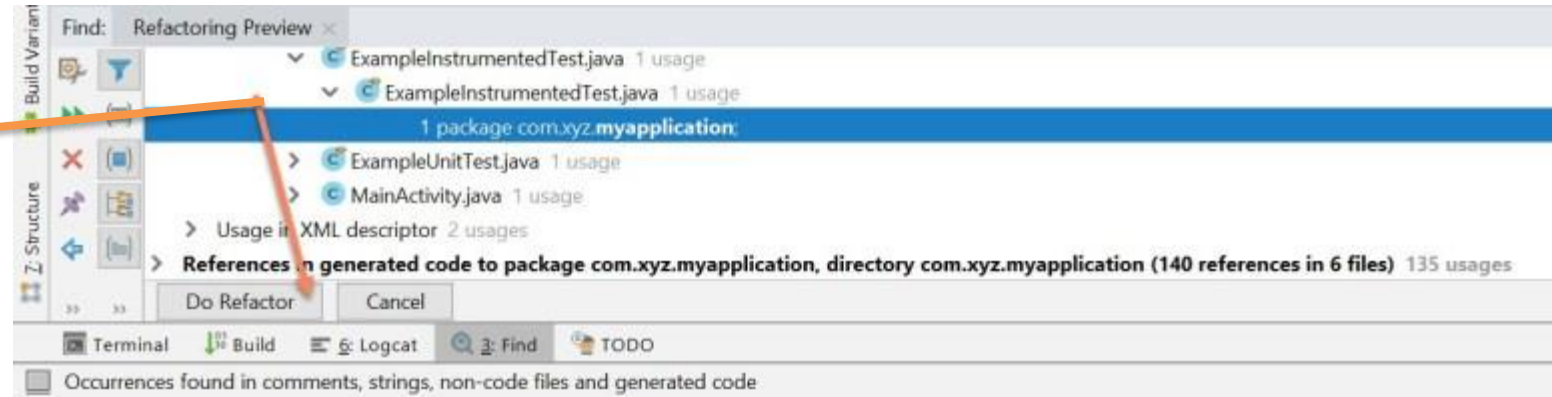 Build Variant
Find: Refactoring Preview
ExampleInstrumentedTest.java 1 usage
ExampleInstrumentedTest.java 1 usage
1 package com.xyz.myapplication;
ExampleUnitTest.java 1 usage
MainActivity.java 1 usage
Usage in XML descriptor 2 usages
References in generated code to package com.xyz.myapplication, directory com.xyz.myapplication (140 references in 6 files) 135 usages
Z: Structure
Do Refactor Cancel
Terminal Build 6: Logcat 3: Find TODO
Occurrences found in comments, strings, non-code files and generated code